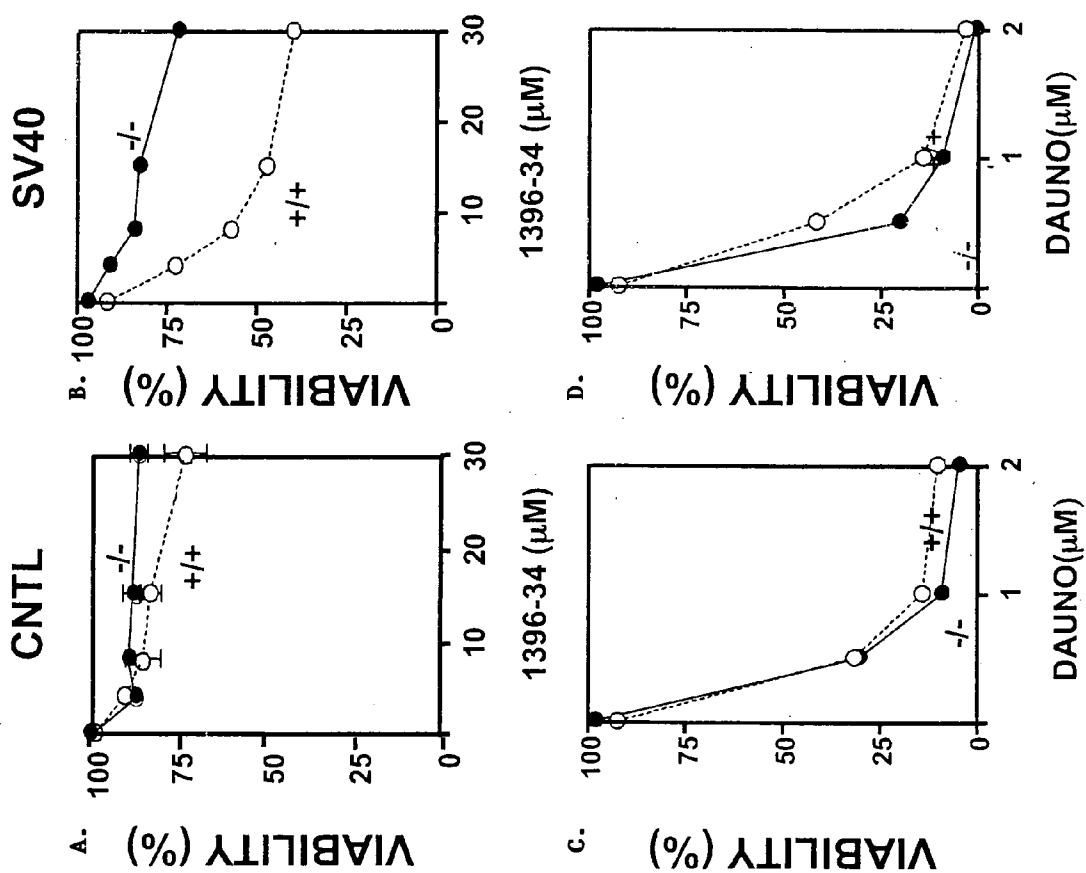 CNTL
SV40
A.
VIABILITY (%)
100
75
50
25
0
-/-
+/+
10
20
30
1396-34 (µM)
B.
VIABILITY (%)
100
75
50
25
0
-/-
+/+
10
20
30
1396-34 (µM)
C.
VIABILITY (%)
100
75
50
25
0
+/+
-/-
1
2
DAUNO(µM)
D.
VIABILITY (%)
100
75
50
25
0
-/-
1
2
DAUNO(µM)